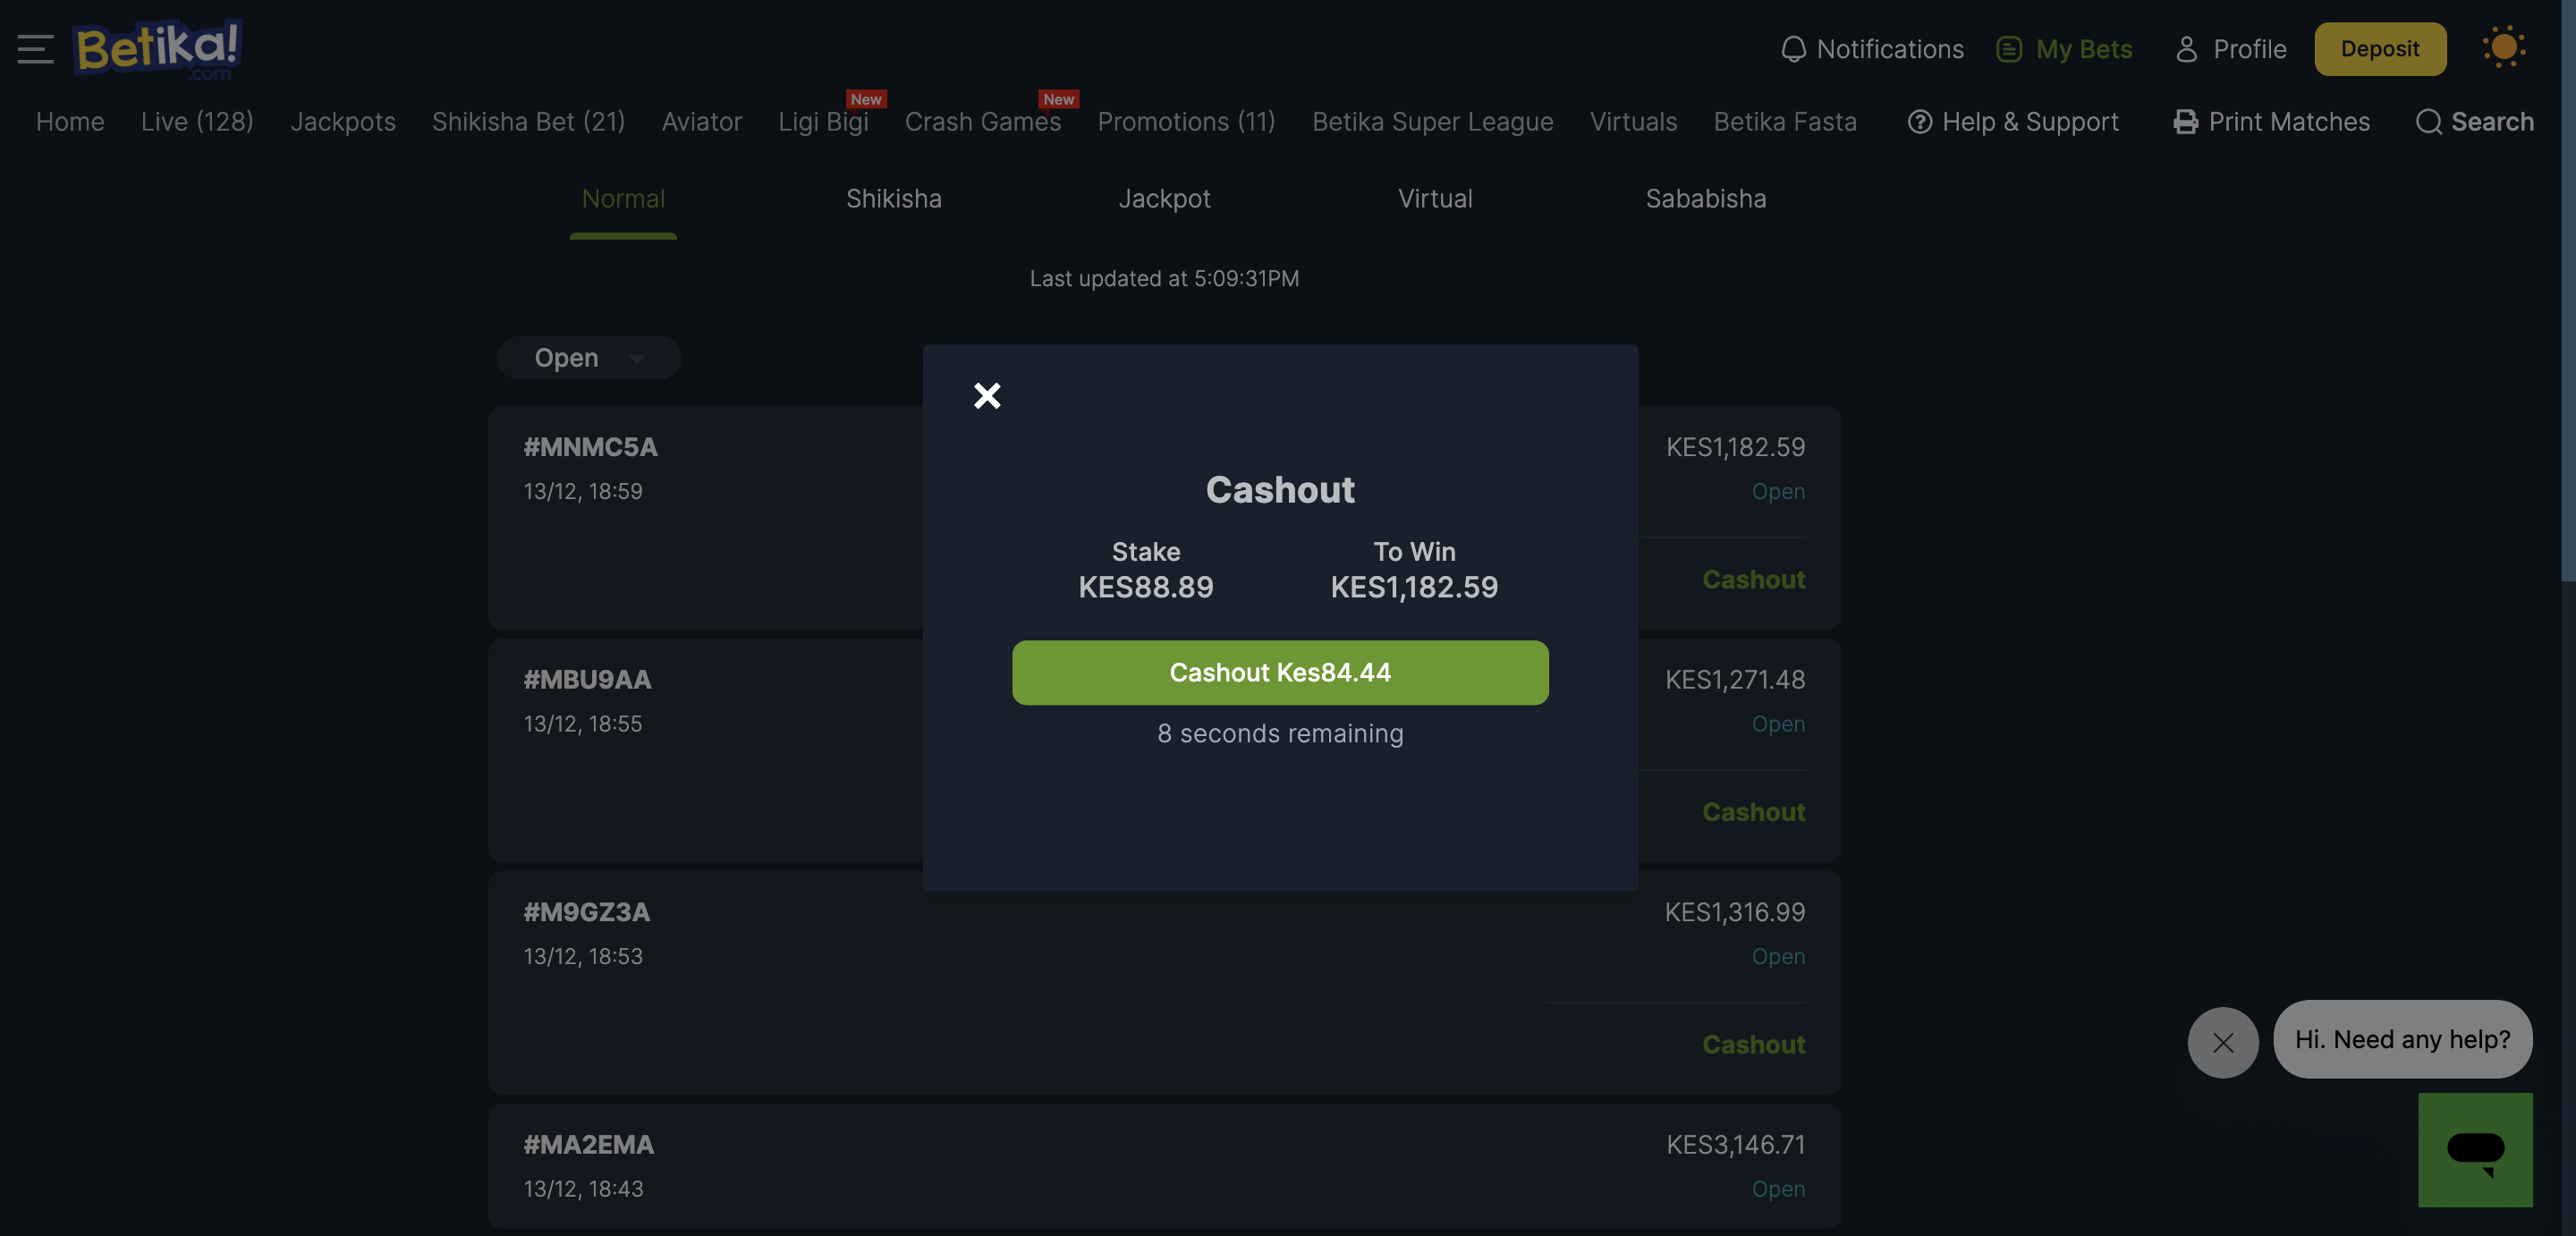 Betika!
.com
Notifications
My Bets
Profile
Deposit
Home
Live (128)
Jackpots
Shikisha Bet (21)
Aviator
Ligi Bigi
New
Crash Games
New
Promotions (11)
Betika Super League
Virtuals
Betika Fasta
Help & Support
Print Matches
Search
Normal
Shikisha
Jackpot
Virtual
Sababisha
Last updated at 5:09:31PM
Open
#MNMC5A
KES1,182.59
13/12, 18:59
Open
Cashout
Cashout
Stake
To Win
KES88.89
KES1,182.59
Cashout Kes84.44
8 seconds remaining
#MBU9AA
KES1,271.48
13/12, 18:55
Open
Cashout
#M9GZ3A
KES1,316.99
13/12, 18:53
Open
Cashout
#MA2EMA
KES3,146.71
13/12, 18:43
Open
Hi. Need any help?